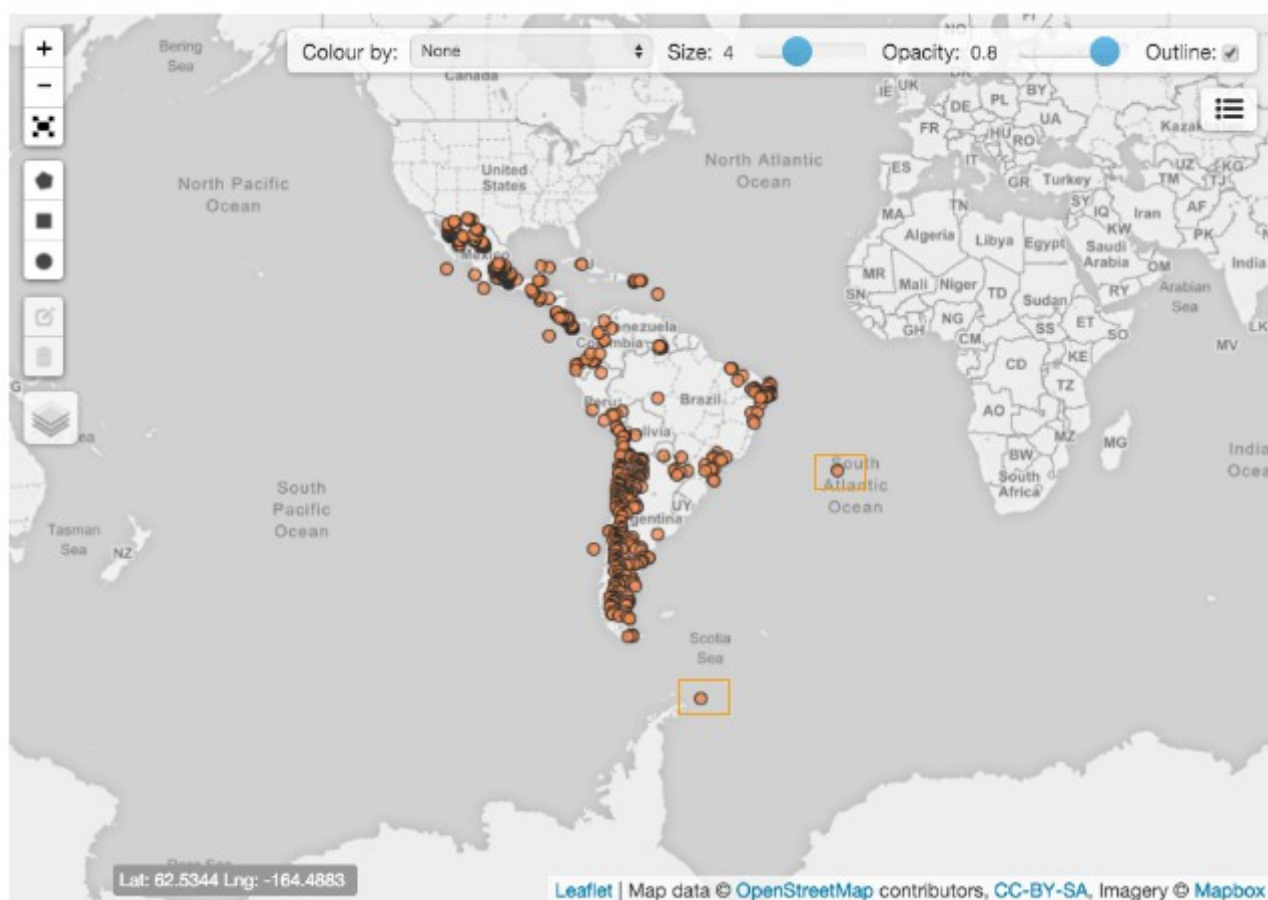 +
−
Colour by: None Size: 4 Opacity: 0.8 Outline:
Bering
Sea
Canada
NO
FI
IE UK
DE
PL
BY
UA
FR
HU
RO
Kazakhstan
ES
IT
GR
Turkey
UZ
KG
TM
TJ
United
States
North Atlantic
Ocean
North Pacific
Ocean
MA
TN
SY
IQ
Iran
AF
Algeria
Libya
Egypt
KW
PK
Saudi
Arabia
India
Mexico
MR
Mali
Niger
TD
Sudan
RY
OM
Arabian
Sea
SN
GH
NG
CM
SS
ET
SO
LK
MV
Venezuela
Colombia
CD
KE
TZ
Peru
Brazil
AO
Bolivia
MZ
MG
BW
South
Africa
South
Atlantic
Ocean
South
Pacific
Ocean
UY
Argentina
Tasman
Sea
NZ
Scotia
Sea
Lat: 62.5344 Lng: -164.4883
Leaflet | Map data © OpenStreetMap contributors, CC-BY-SA, Imagery © Mapbox